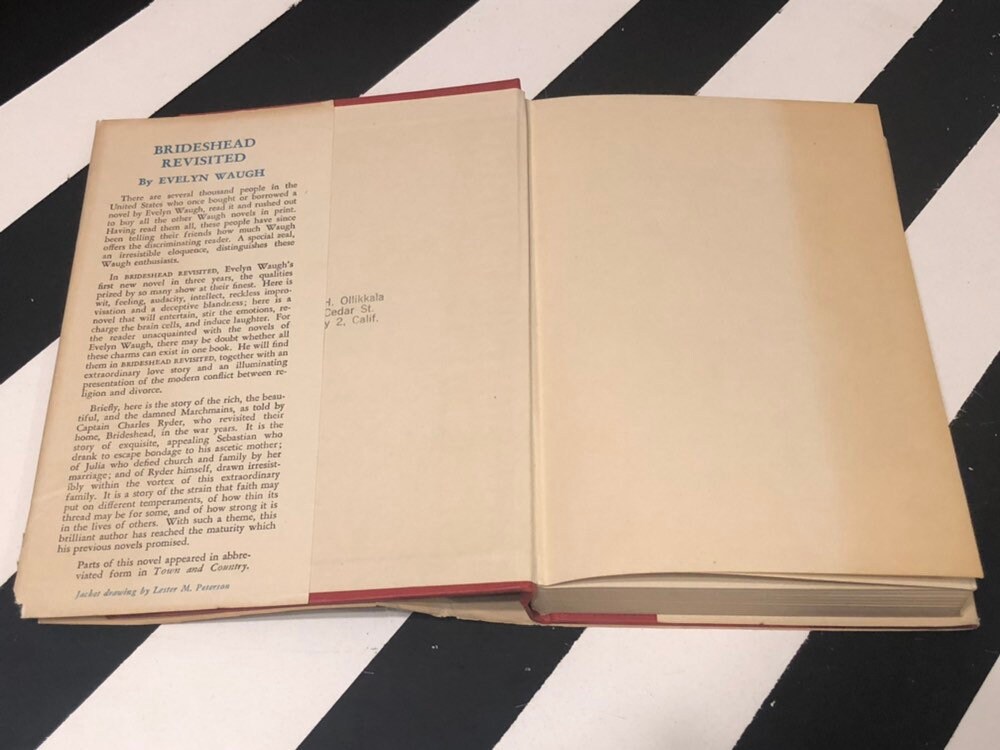 BRIDESHEAD
REVISITED
By EVELYN WAUGH
There are several thousand people in the
United States who once bought or borrowed a
novel by Evelyn Waugh, read it and rushed out
to buy all the other Waugh novels in print.
Having read them all, these people have since
been telling their friends how much Waugh
offers the discriminating reader. A special zeal,
an irresistible eloquence, distinguishes these
Waugh enthusiasts.
In BRIDESHEAD REVISITED, Evelyn Waugh's
first new novel in three years, the qualities
prized by so many show at their finest. Here is
wit, feeling, audacity, intellect, reckless impro-
visation and a deceptive blandness; here is a
novel that will entertain, stir the emotions, re-
charge the brain cells, and induce laughter. For
the reader unacquainted with the novels of
Evelyn Waugh, there may be doubt whether all
these charms can exist in one book. He will find
them in BRIDESHEAD REVISITED, together with an
extraordinary love story and an illuminating
presentation of the modern conflict between re-
ligion and divorce.
Briefly, here is the story of the rich, the beau-
tiful, and the damned Marchmains, as told by
Captain Charles Ryder, who revisited their
home, Brideshead, in the war years. It is the
story of exquisite, appealing Sebastian who
drank to escape bondage to his ascetic mother;
of Julia who defied church and family by her
marriage; and of Ryder himself, drawn irresist-
ibly within the vortex of this extraordinary
family. It is a story of the strain that faith may
put on different temperaments, of how thin its
thread may be for some, and of how strong it is
in the lives of others. With such a theme, this
brilliant author has reached the maturity which
his previous novels promised.
Parts of this novel appeared in abbre-
viated form in Town and Country.
Jacket drawing by Lester M. Peterson
H. Ollikkala
Cedar St.
y 2, Calif.